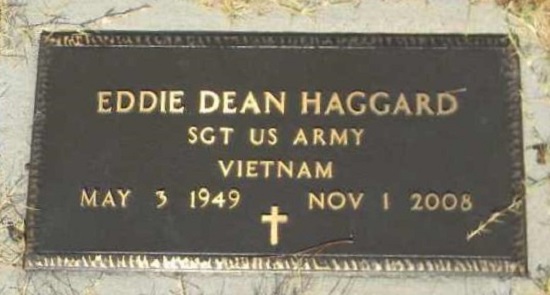 EDDIE DEAN HAGGARD
SGT US ARMY
VIETNAM
MAY 3 1949 NOV 1 2008